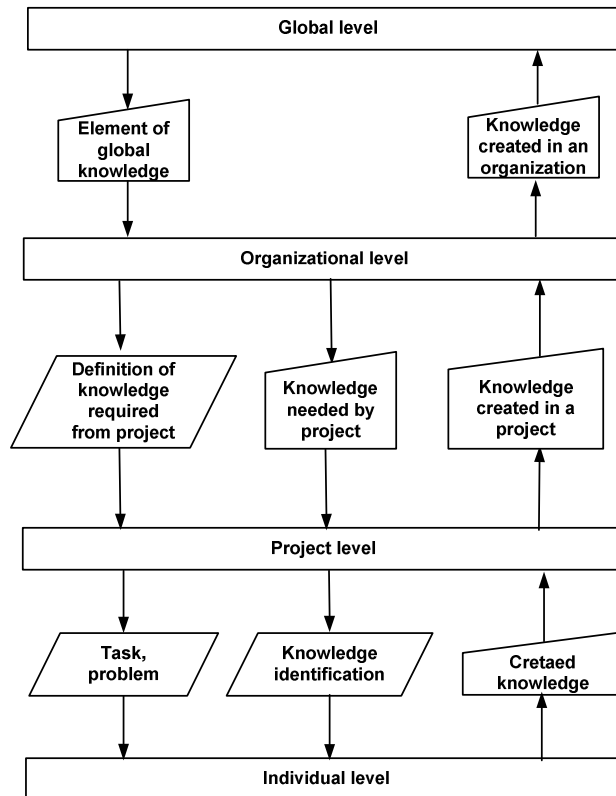 Global level
Element of
global
knowledge
Knowledge
created in an
organization
Organizational level
Definition of
knowledge
required
from project
Knowledge
needed by
project
Knowledge
created in a
project
Project level
Task,
problem
Knowledge
identification
Cretaed
knowledge
Individual level